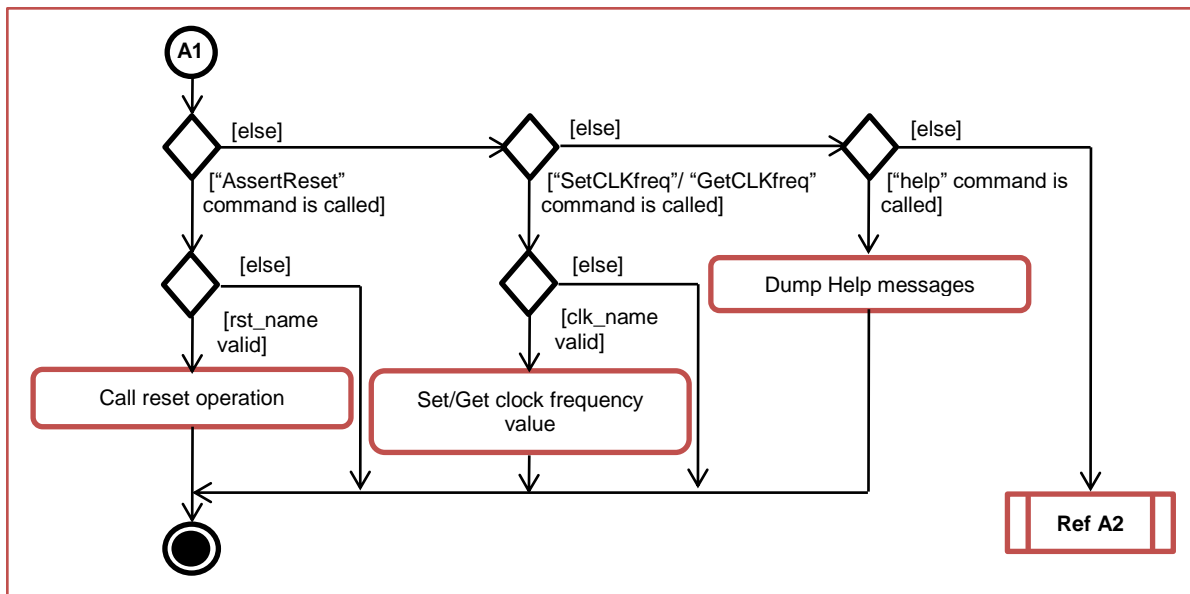 A1
[else]
[else]
[else]
[“AssertReset”
command is called]
[“SetCLKfreq”/ “GetCLKfreq”
command is called]
[“help” command is
called]
[else]
[else]
Dump Help messages
[rst_name
valid]
[clk_name
valid]
Call reset operation
Set/Get clock frequency
value
Ref A2